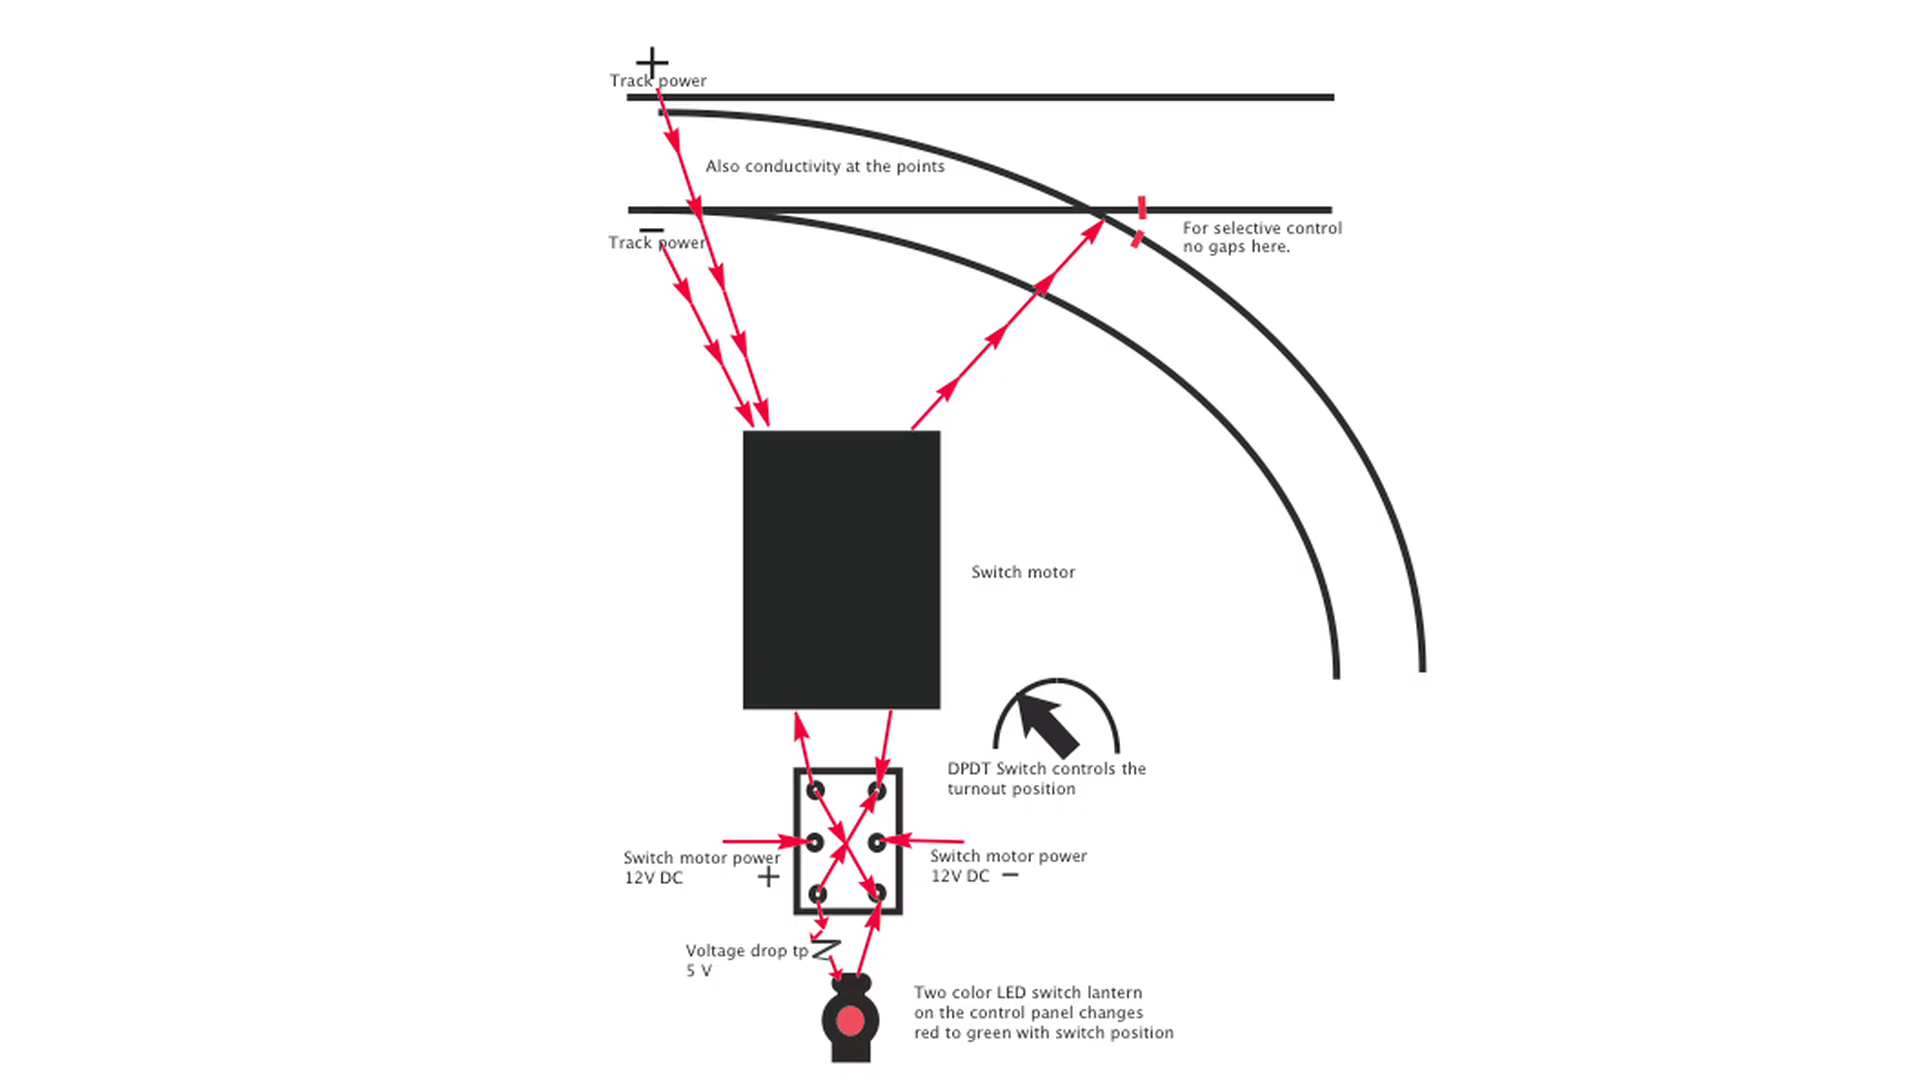 +
Track power
Also conductivity at the points
−
Track power
For selective control
no gaps here.
Switch motor
DPDT Switch controls the
turnout position
Switch motor power
12V DC +
Switch motor power
12V DC −
Voltage drop tp
5 V
Two color LED switch lantern
on the control panel changes
red to green with switch position